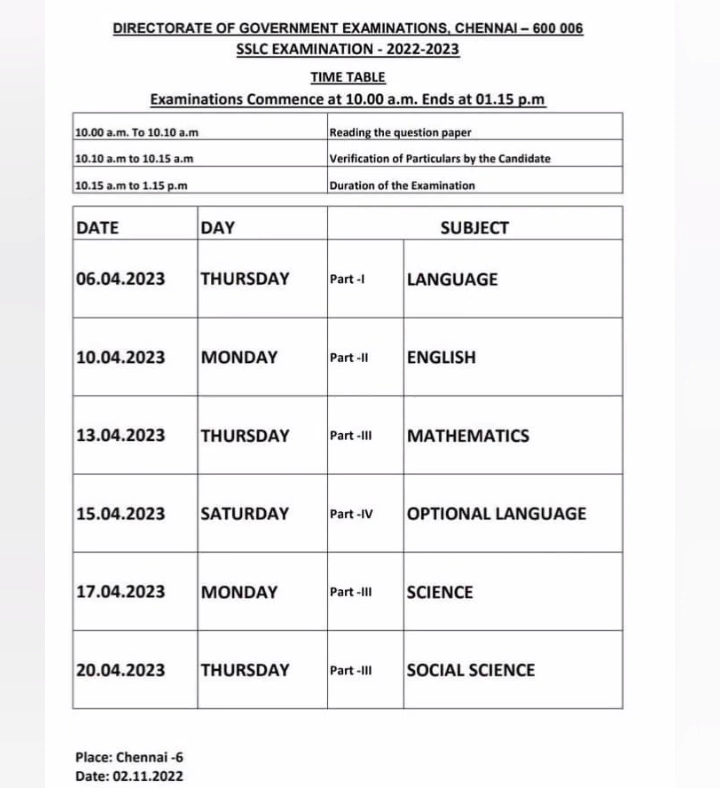 DIRECTORATE OF GOVERNMENT EXAMINATIONS, CHENNAI – 600 006
SSLC EXAMINATION - 2022-2023
TIME TABLE
Examinations Commence at 10.00 a.m. Ends at 01.15 p.m
10.00 a.m. To 10.10 a.m Reading the question paper
10.10 a.m to 10.15 a.m Verification of Particulars by the Candidate
10.15 a.m to 1.15 p.m Duration of the Examination
DATE DAY SUBJECT
06.04.2023 THURSDAY Part -I LANGUAGE
10.04.2023 MONDAY Part -II ENGLISH
13.04.2023 THURSDAY Part -III MATHEMATICS
15.04.2023 SATURDAY Part -IV OPTIONAL LANGUAGE
17.04.2023 MONDAY Part -III SCIENCE
20.04.2023 THURSDAY Part -III SOCIAL SCIENCE
Place: Chennai -6
Date: 02.11.2022